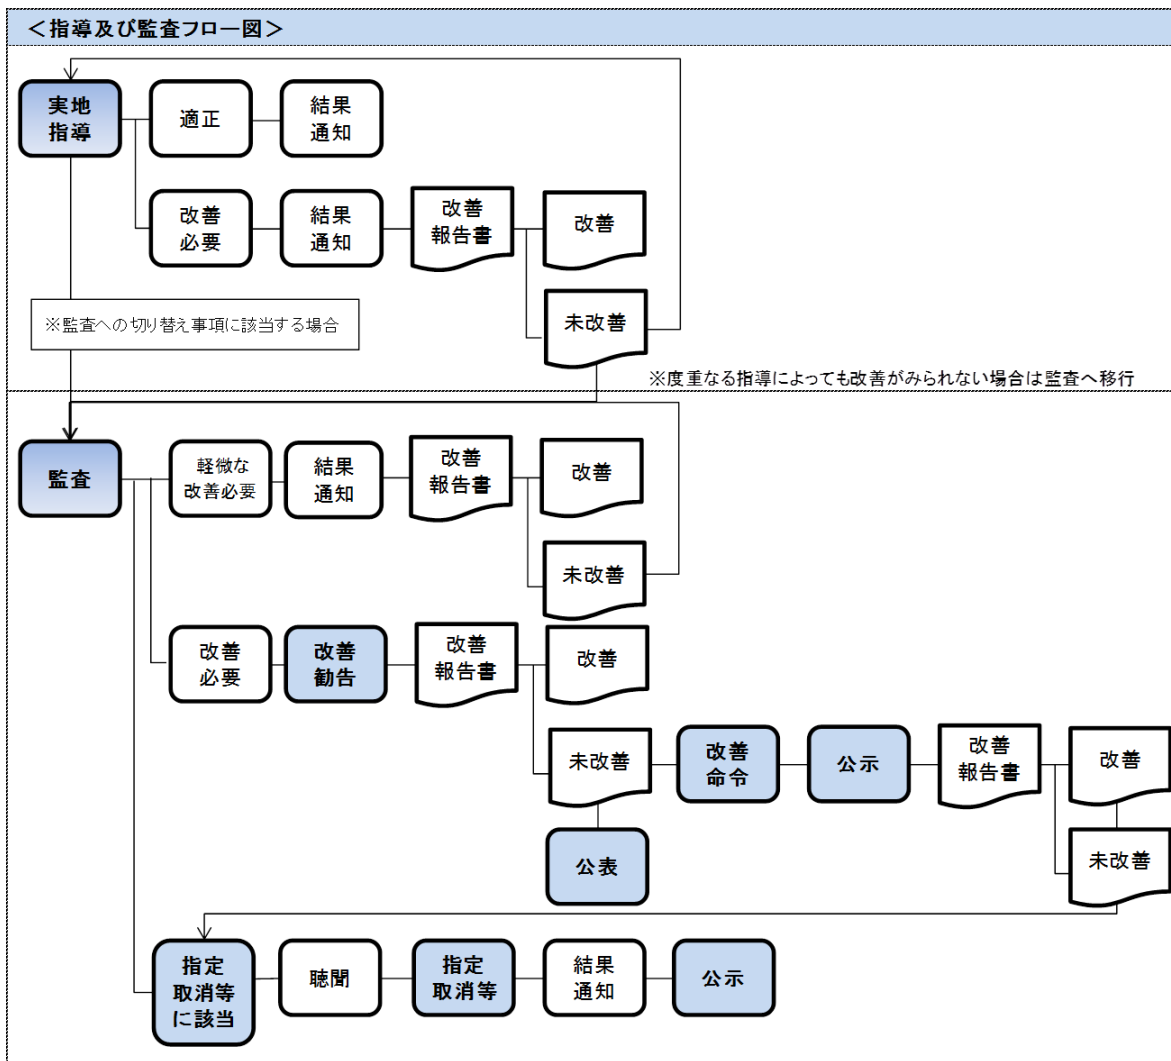 ＜指導及び監査フロー図＞
実地
指導
適正
結果
通知
改善
必要
結果
通知
改善
報告書
改善
未改善
※監査への切り替え事項に該当する場合
※度重なる指導によっても改善がみられない場合は監査へ移行
監査
軽微な
改善必要
結果
通知
改善
報告書
改善
未改善
改善
必要
改善
勧告
改善
報告書
改善
未改善
改善
命令
公示
改善
報告書
改善
未改善
公表
指定
取消等
に該当
聴聞
指定
取消等
結果
通知
公示